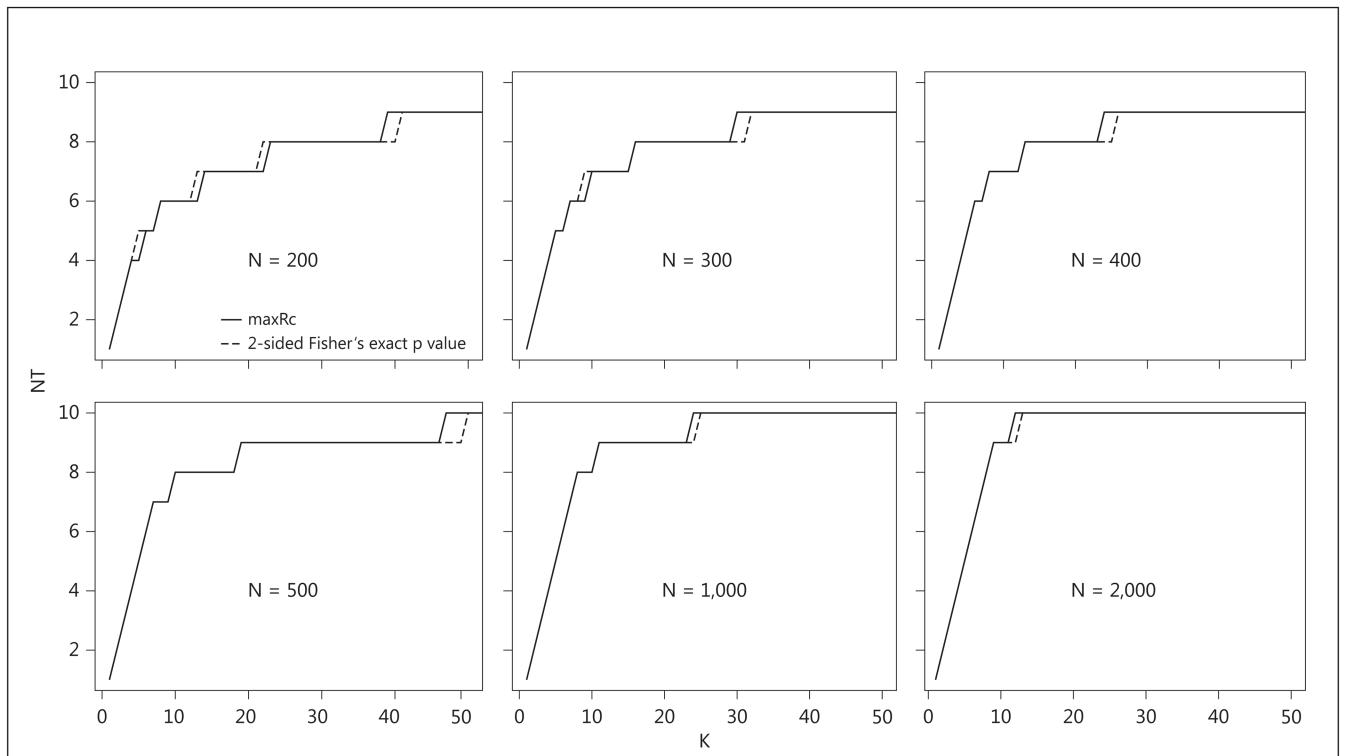 10
8
6
4
2
N = 200
N = 300
N = 400
maxRc
2-sided Fisher's exact p value
NT
10
8
6
4
2
N = 500
N = 1,000
N = 2,000
0 10 20 30 40 50
0 10 20 30 40 50
0 10 20 30 40 50
K